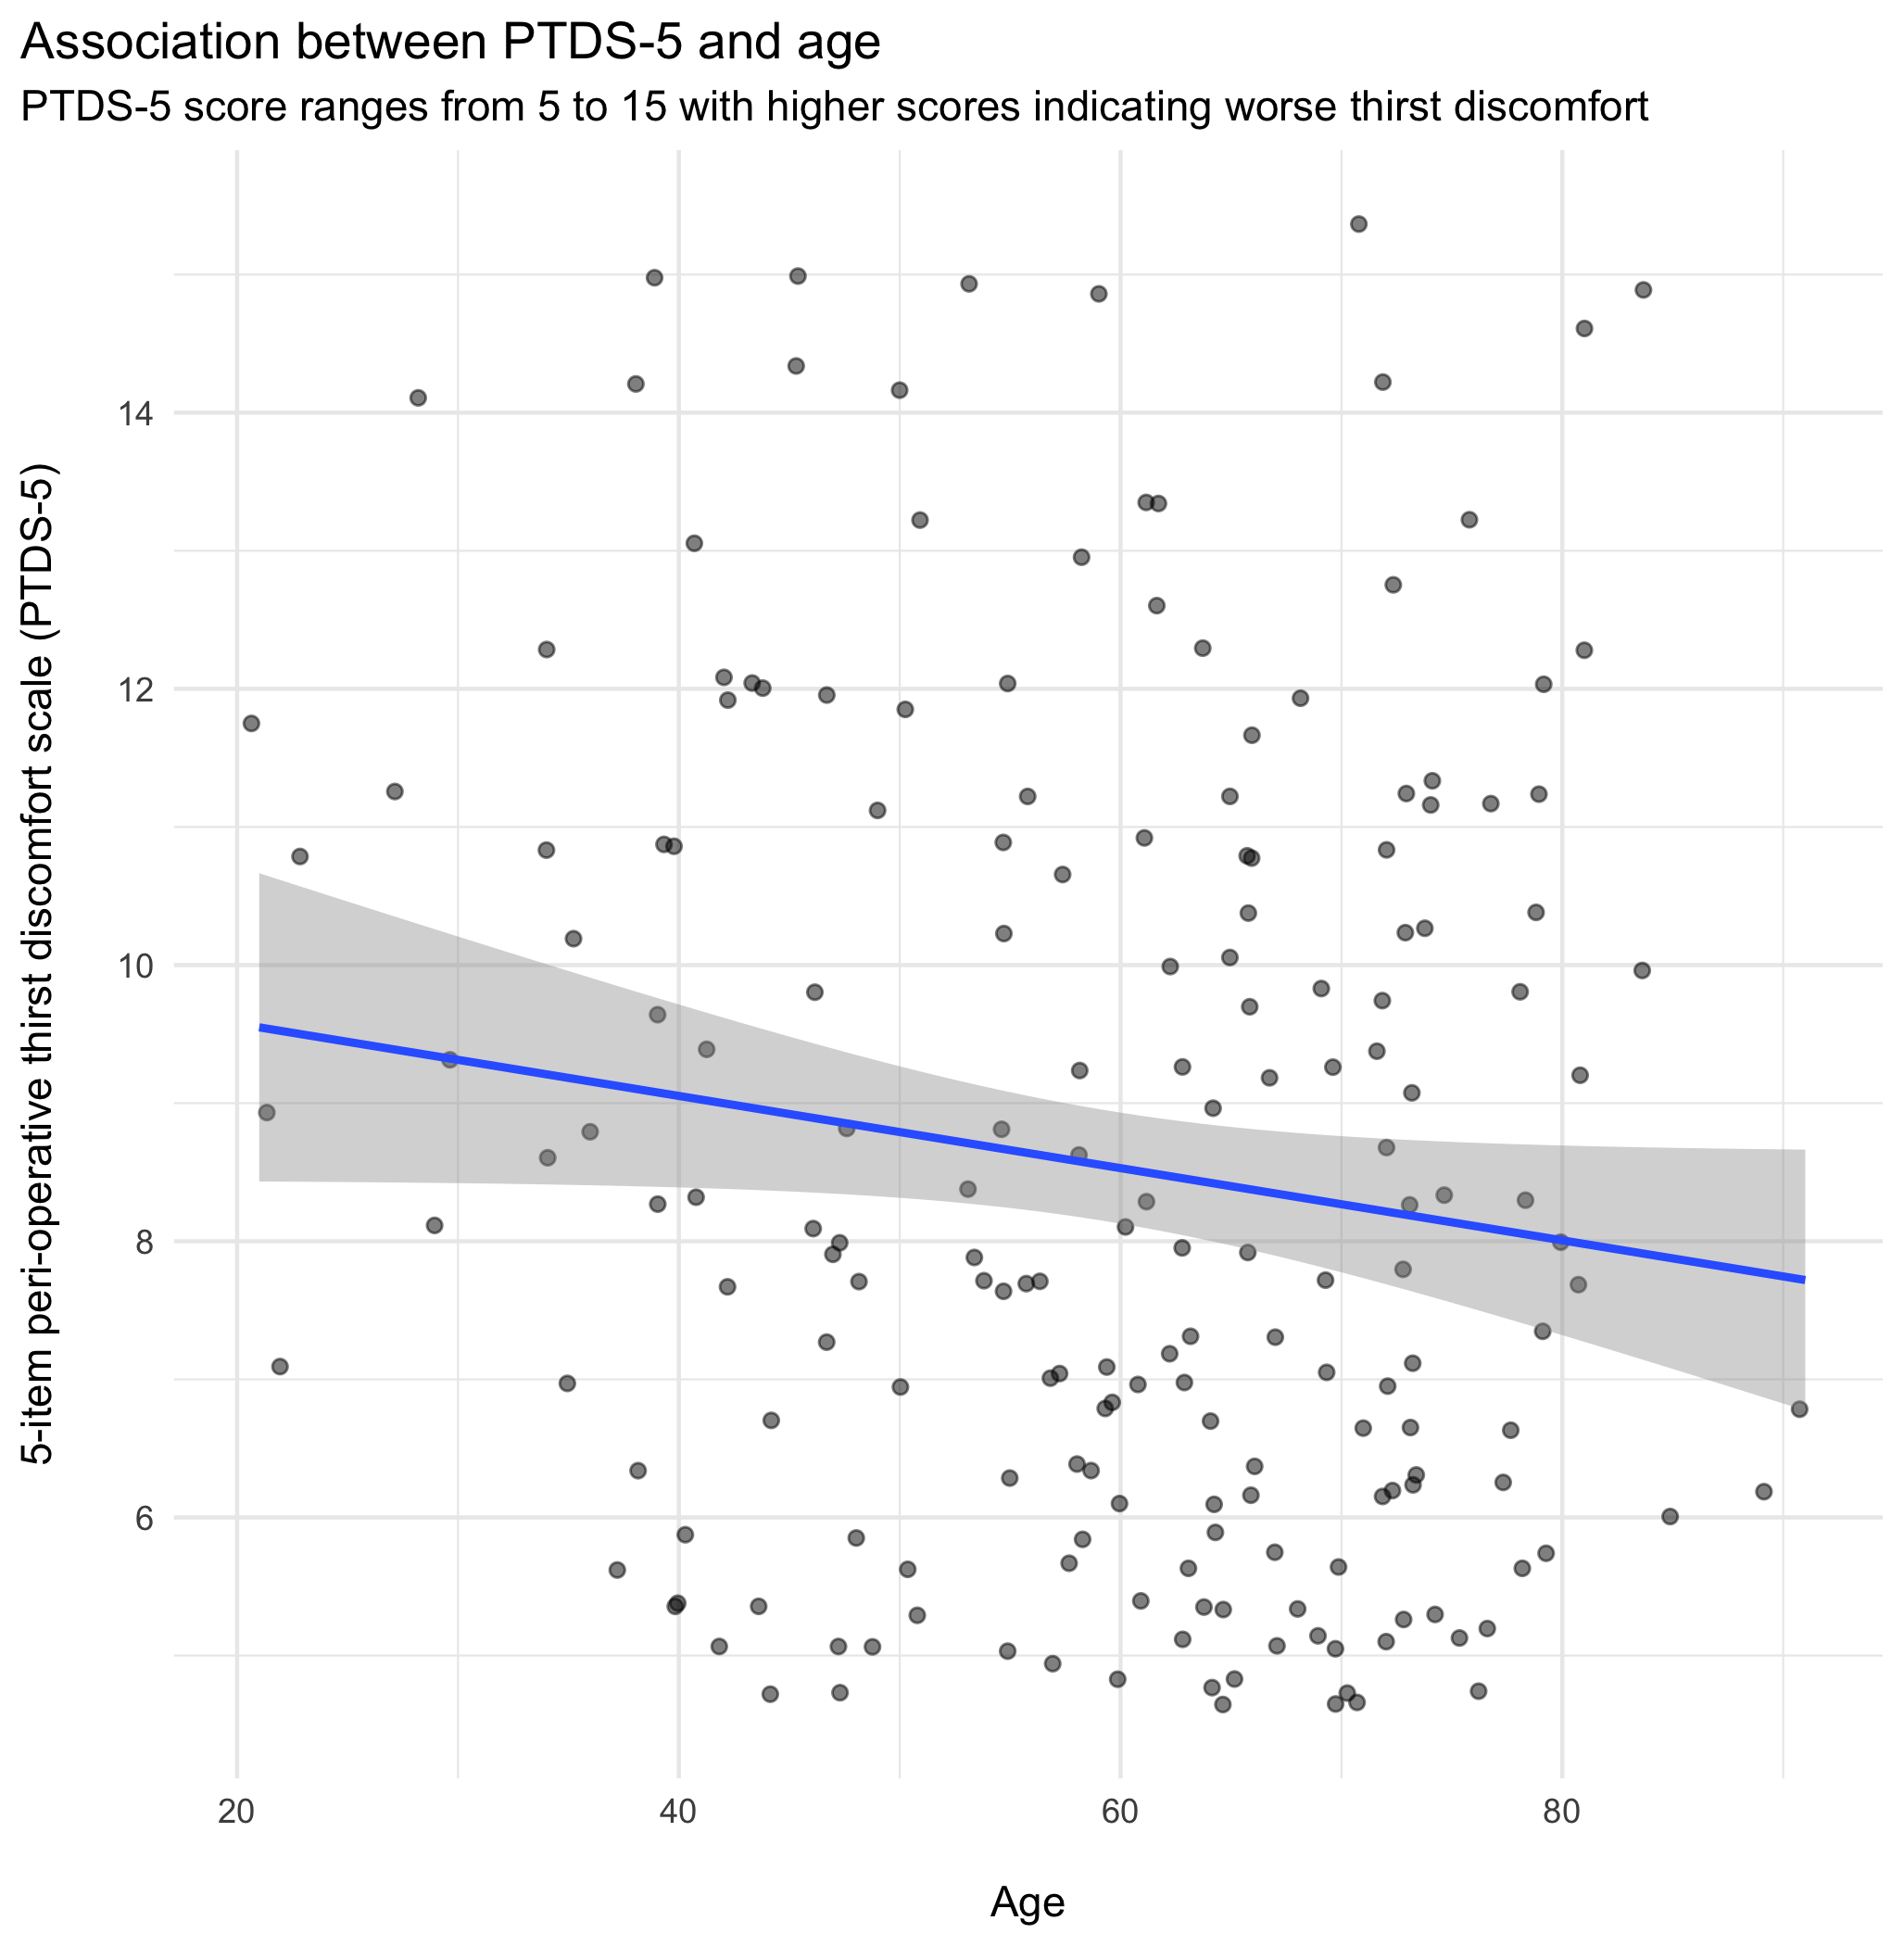 Association between PTDS-5 and age
PTDS-5 score ranges from 5 to 15 with higher scores indicating worse thirst discomfort
5-item peri-operative thirst discomfort scale (PTDS-5)
14
12
10
8
6
20
40
60
80
Age